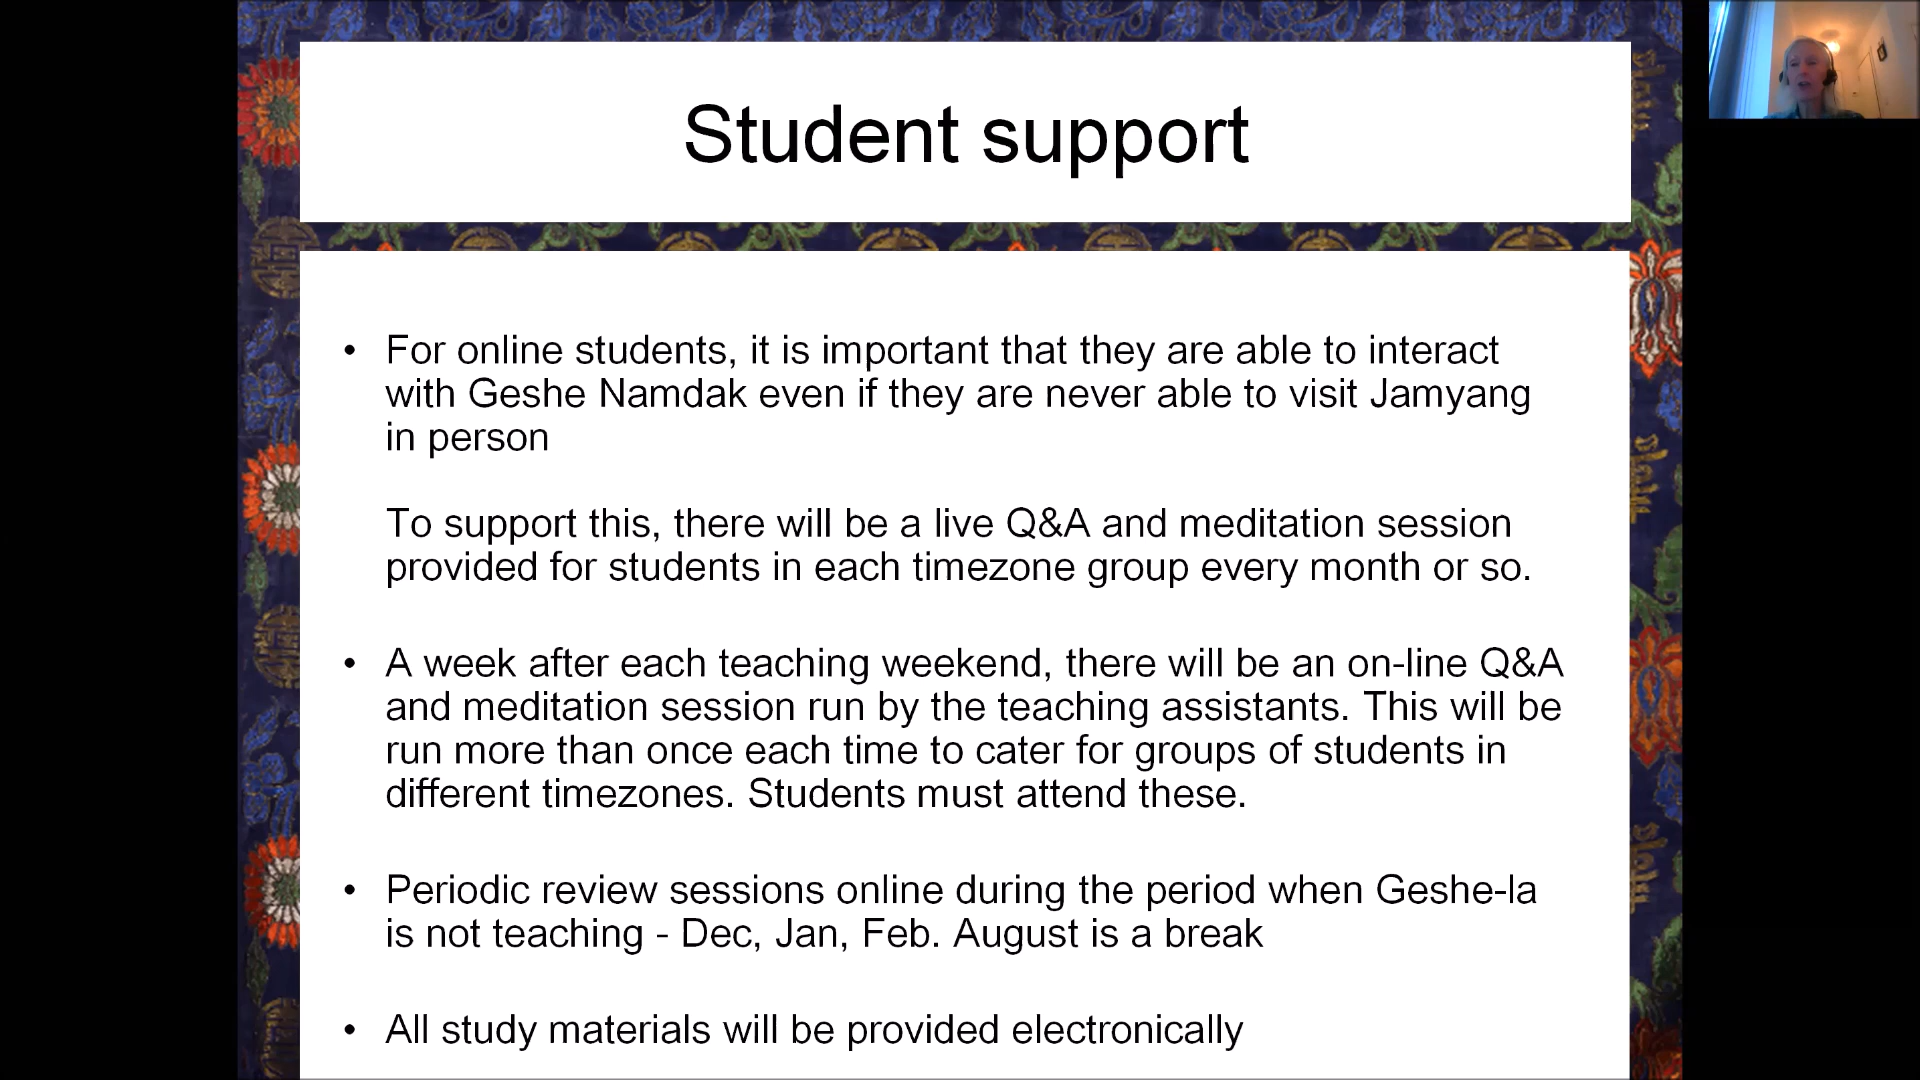 Student support
• For online students, it is important that they are able to interact
with Geshe Namdak even if they are never able to visit Jamyang
in person
To support this, there will be a live Q&A and meditation session
provided for students in each timezone group every month or so.
• A week after each teaching weekend, there will be an on-line Q&A
and meditation session run by the teaching assistants. This will be
run more than once each time to cater for groups of students in
different timezones. Students must attend these.
• Periodic review sessions online during the period when Geshe-la
is not teaching - Dec, Jan, Feb. August is a break
• All study materials will be provided electronically